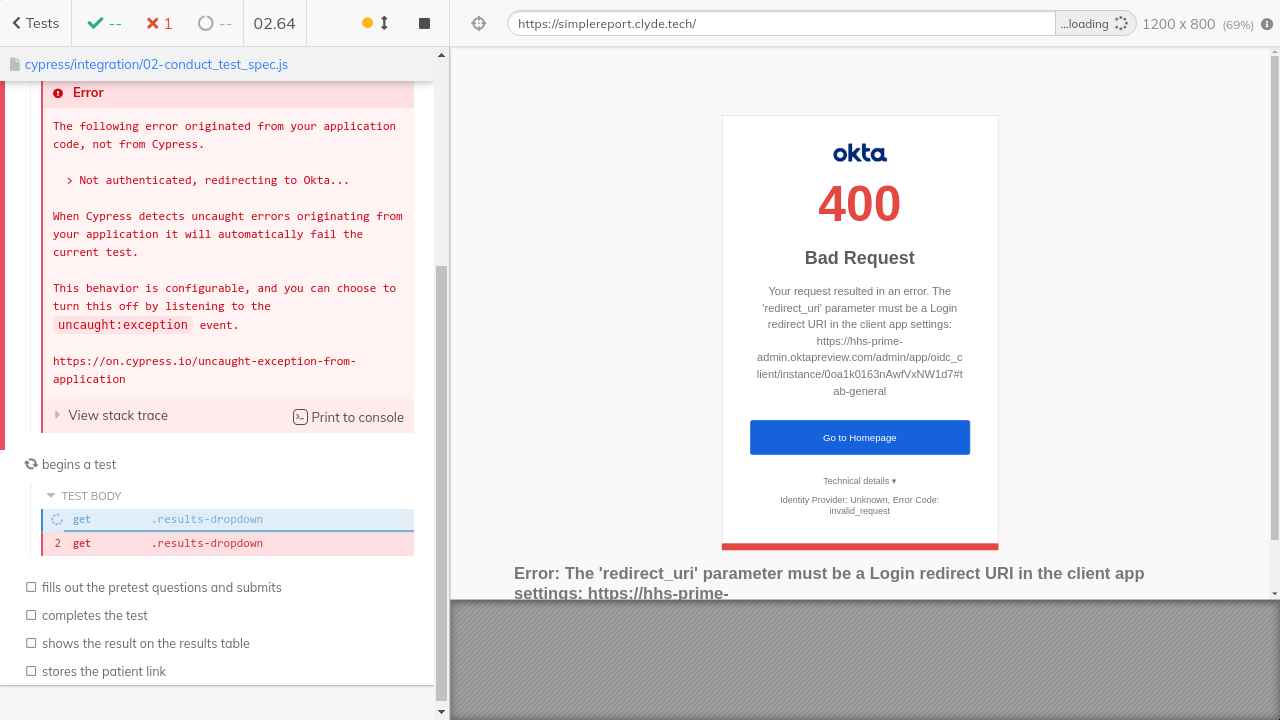 Tests
--
1
--
02.64
https://simplereport.clyde.tech/
...loading
1200 x 800 (69%)
cypress/integration/02-conduct_test_spec.js
Error
The following error originated from your application
code, not from Cypress.
> Not authenticated, redirecting to Okta...
When Cypress detects uncaught errors originating from
your application it will automatically fail the
current test.
This behavior is configurable, and you can choose to
turn this off by listening to the
uncaught:exception event.
https://on.cypress.io/uncaught-exception-from-
application
View stack trace
Print to console
begins a test
TEST BODY
get .results-dropdown
2 get .results-dropdown
fills out the pretest questions and submits
completes the test
shows the result on the results table
stores the patient link
okta
400
Bad Request
Your request resulted in an error. The
'redirect_uri' parameter must be a Login
redirect URI in the client app settings:
https://hhs-prime-
admin.oktapreview.com/admin/app/oidc_c
lient/instance/0oa1k0163nAwfVxNW1d7#t
ab-general
Go to Homepage
Technical details ▾
Identity Provider: Unknown, Error Code:
invalid_request
Error: The 'redirect_uri' parameter must be a Login redirect URI in the client app
settings: https://hhs-prime-